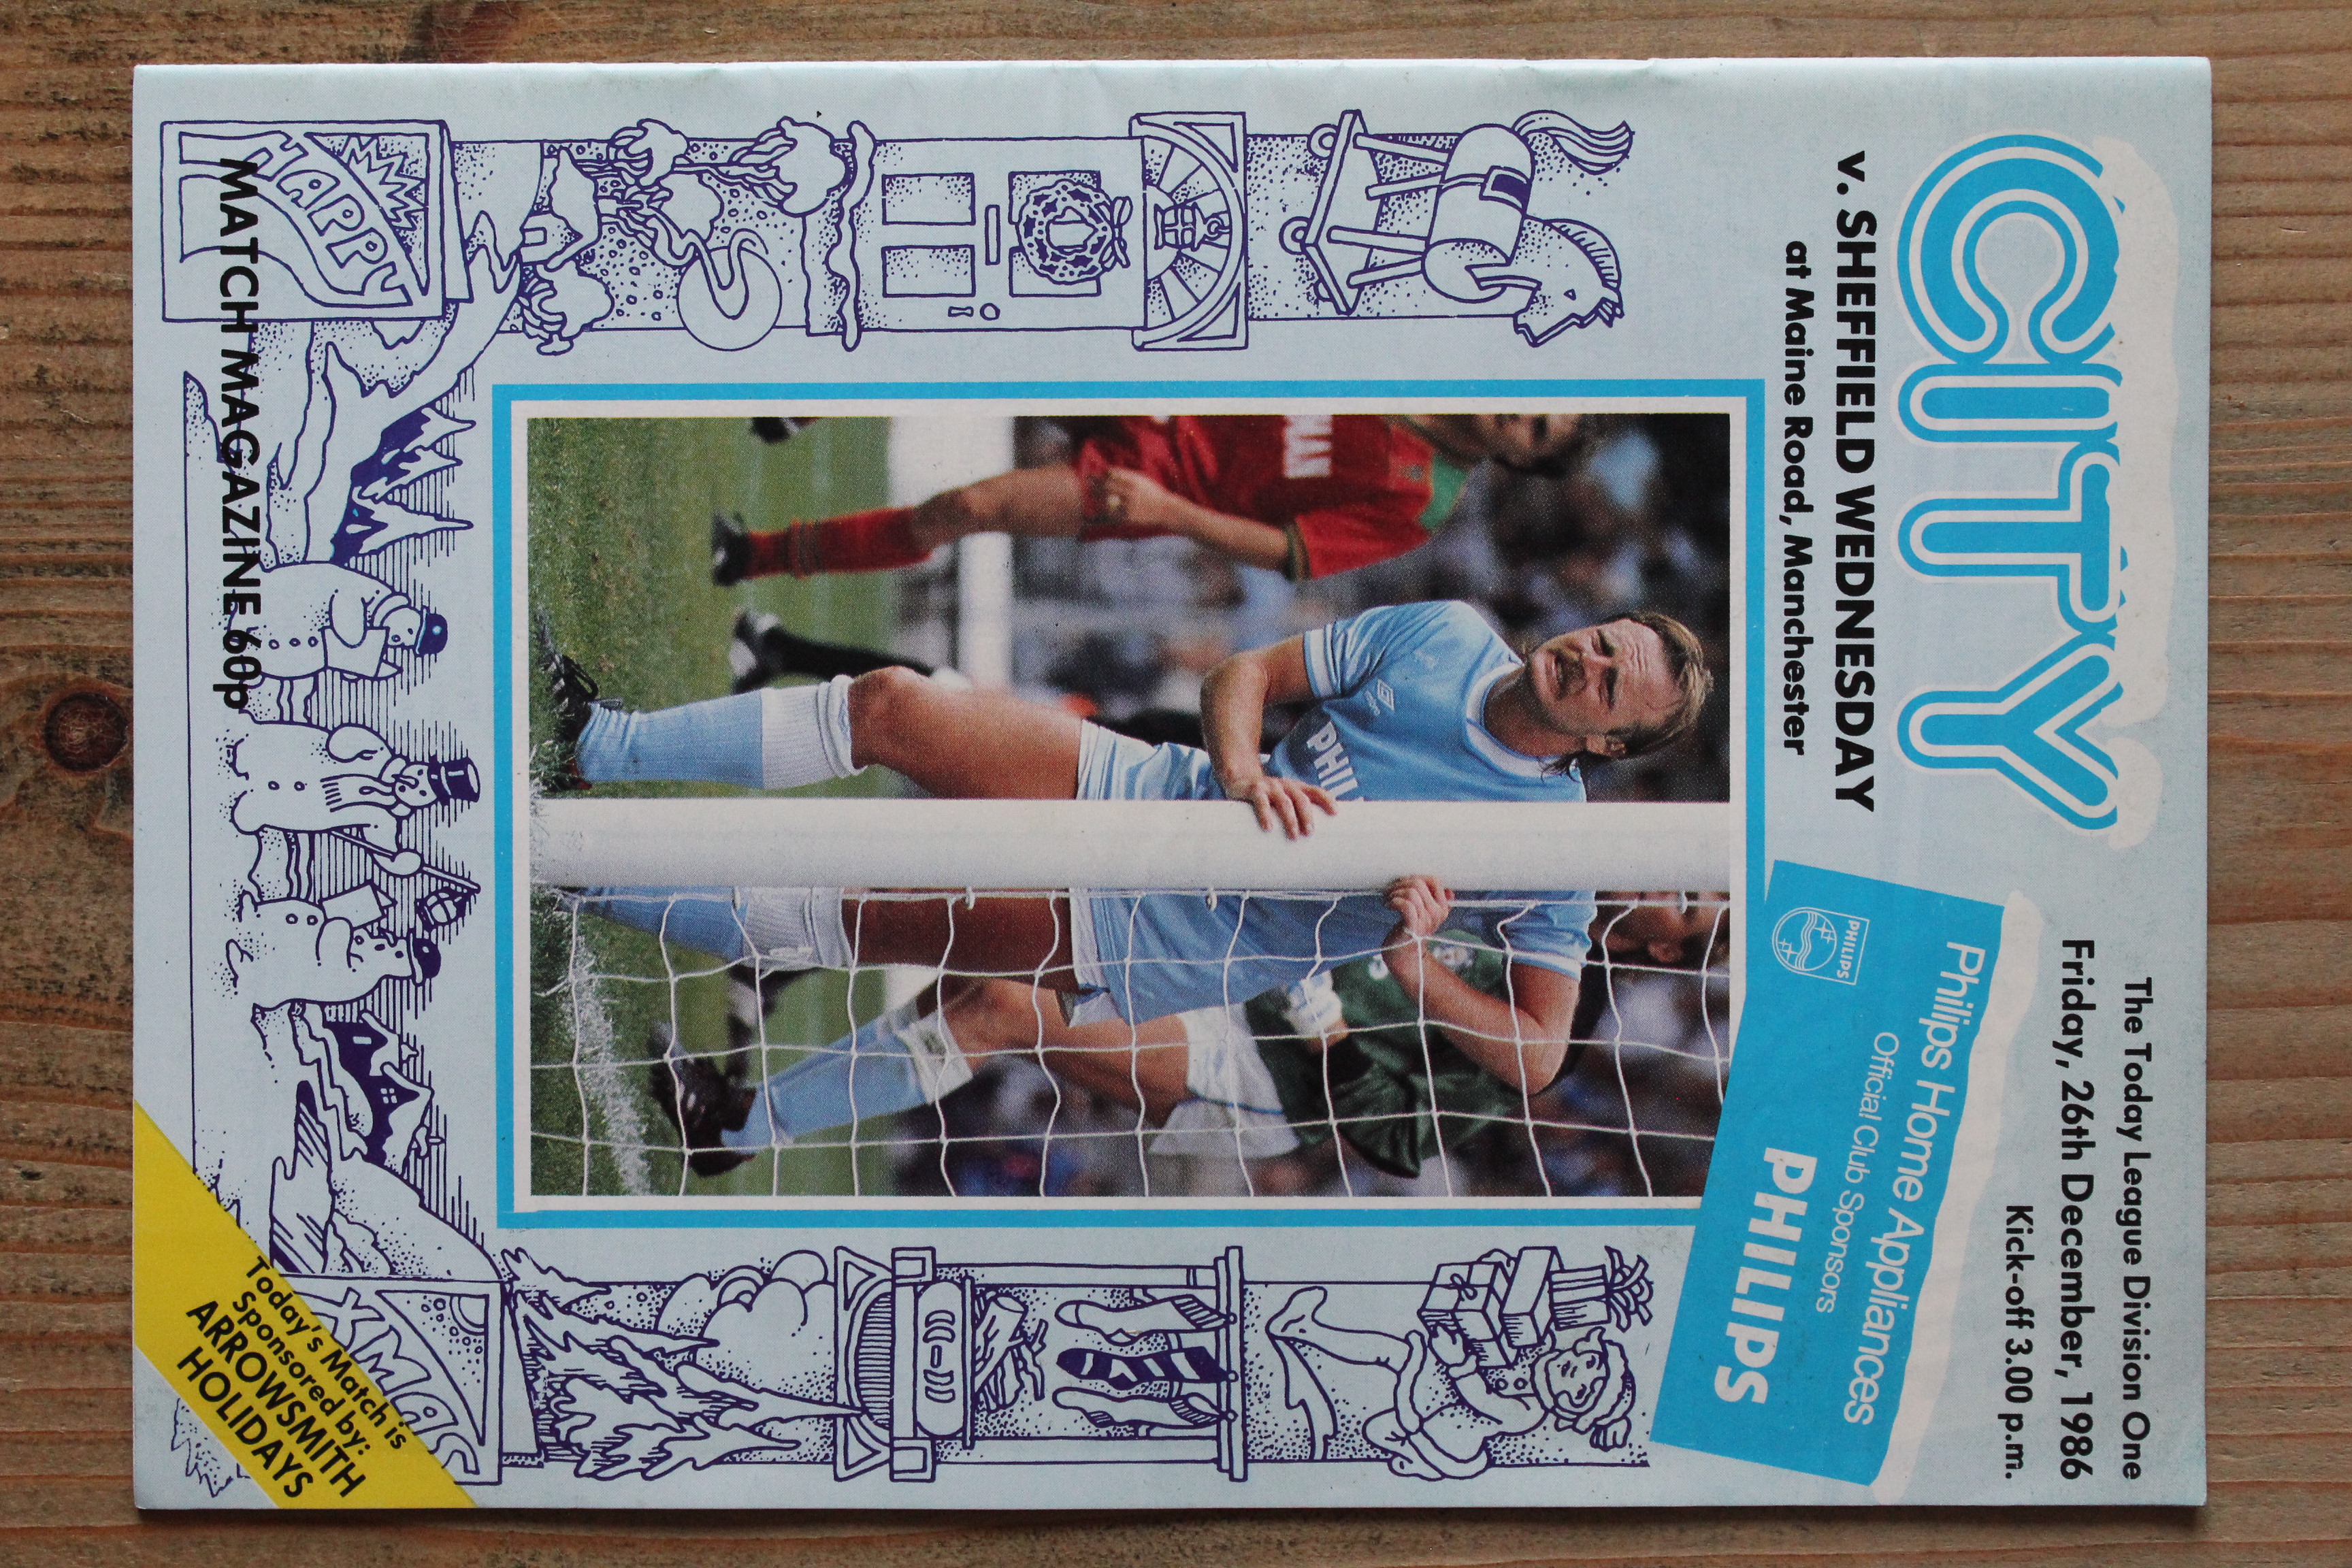 CITY
The Today League Division One
Friday, 26th December, 1986
Kick-off 3.00 p.m.
v. SHEFFIELD WEDNESDAY
at Maine Road, Manchester
Philips Home Appliances
Official Club Sponsors
PHILIPS
PHILIPS
PHIL
HAPPY
XMAS
MATCH MAGAZINE 60p
Today's Match is
Sponsored by:
ARROWSMITH
HOLIDAYS